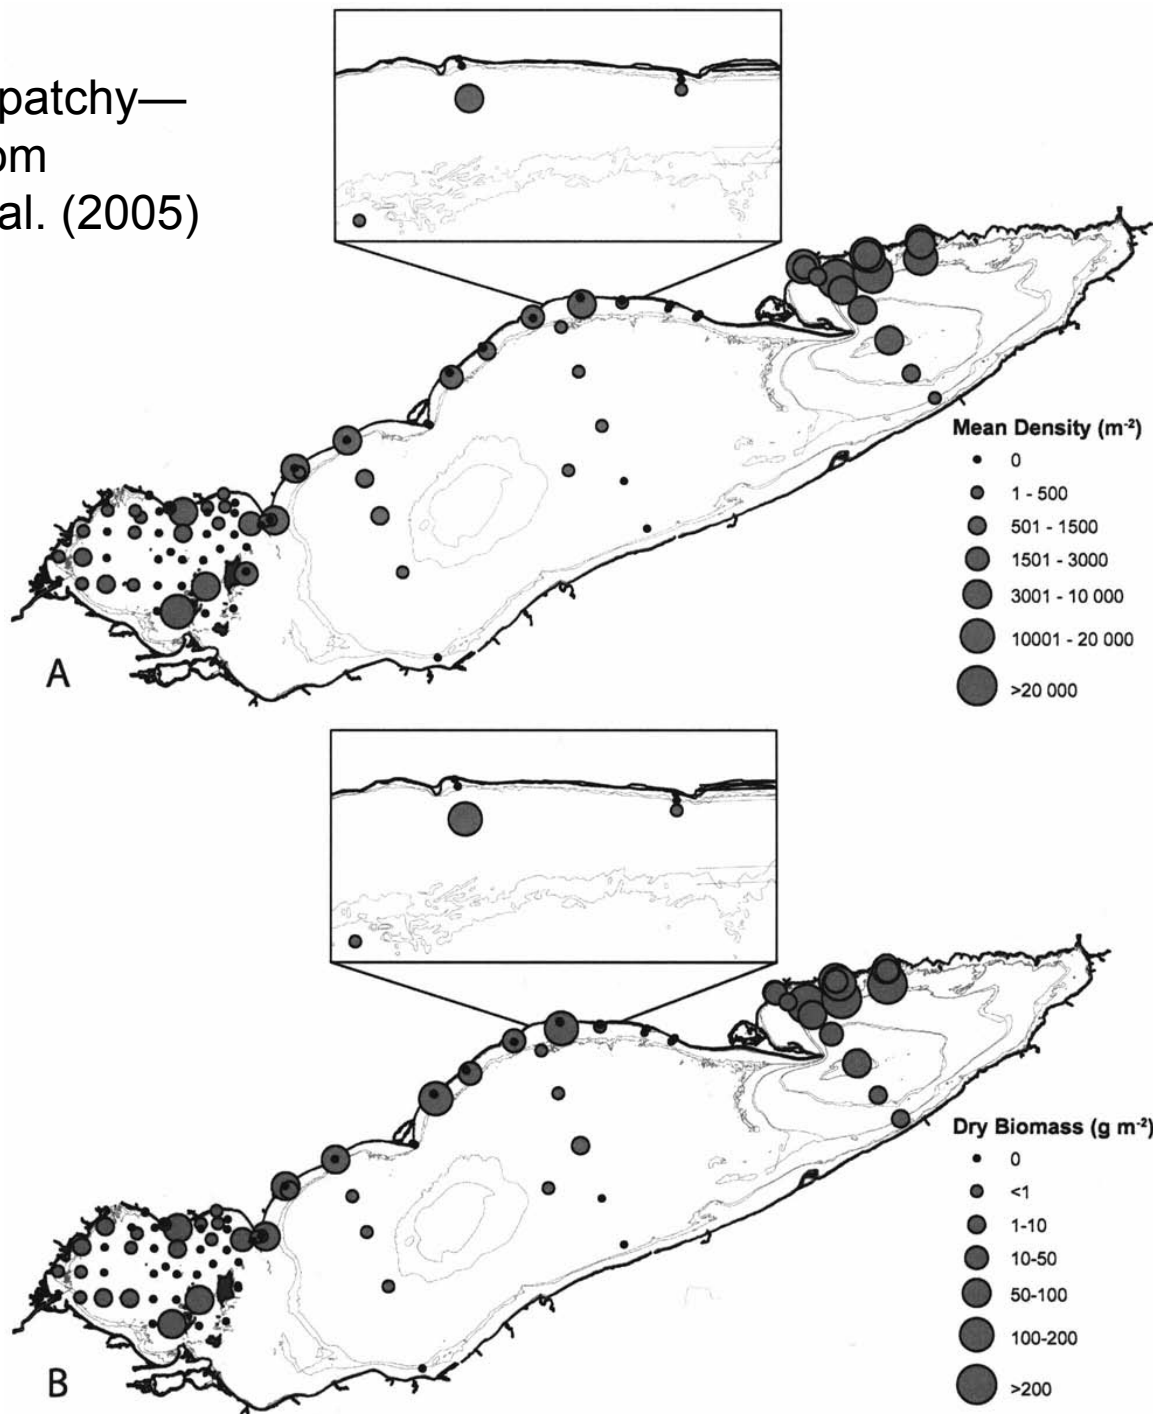 patchy—
om
al. (2005)
Mean Density (m⁻²)
0
1 - 500
501 - 1500
1501 - 3000
3001 - 10 000
10001 - 20 000
>20 000
A
Dry Biomass (g m⁻²)
0
<1
1-10
10-50
50-100
100-200
>200
B